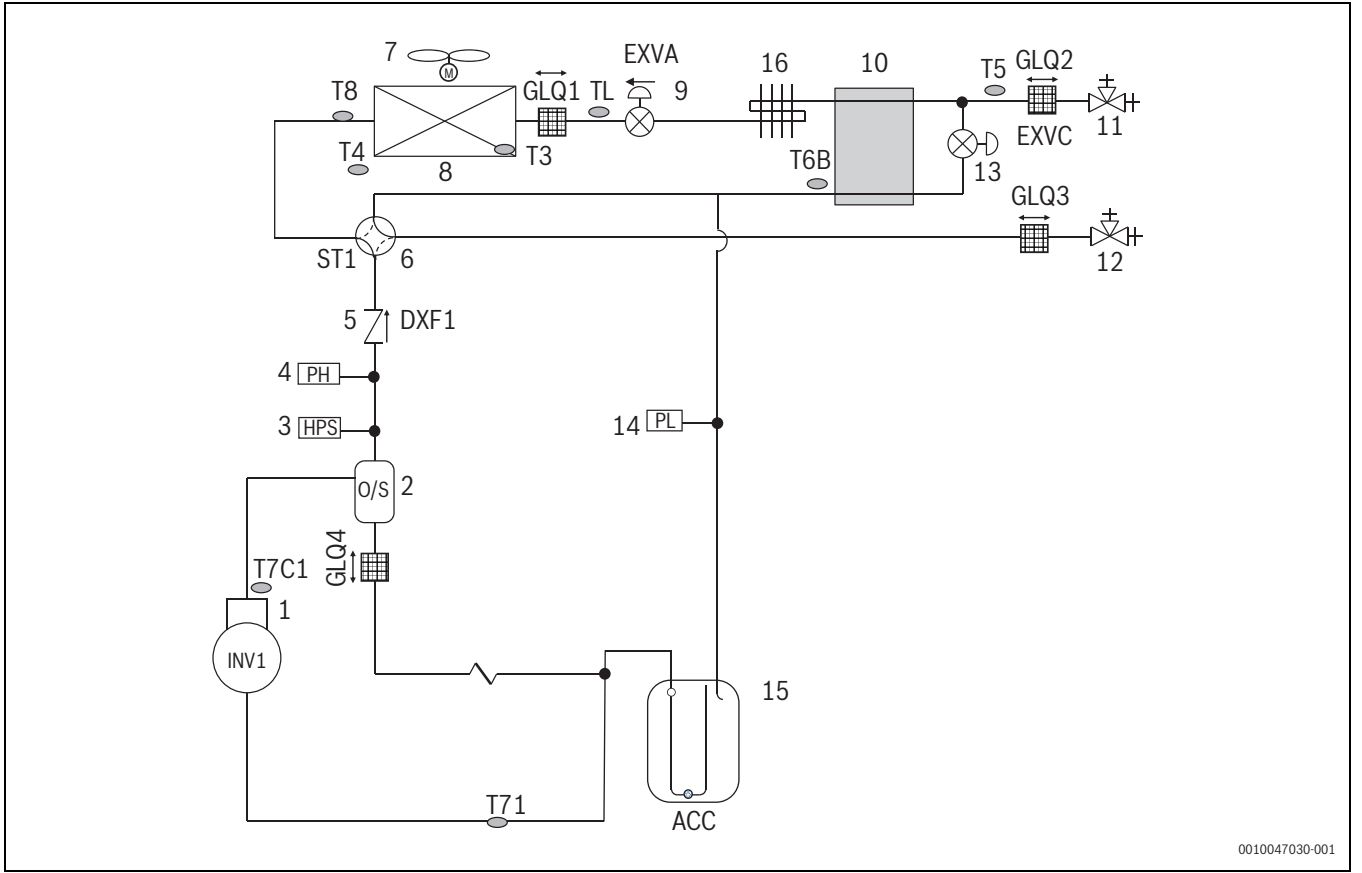 7
M
EXVA
16
10
T5
GLQ2
T8
GLQ1
TL
9
11
EXVC
T4
8
T3
T6B
13
GLQ3
ST1
6
12
5
DXF1
4
PH
3
HPS
14
PL
O/S
2
GLQ4
T7C1
1
INV1
15
T71
ACC
0010047030-001